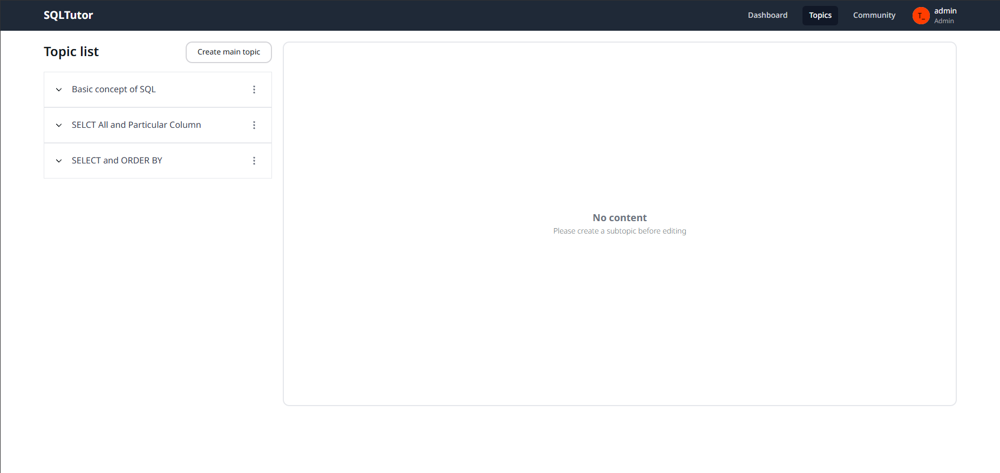 SQLTutor
Dashboard
Topics
Community
T_
admin
Admin
Topic list
Create main topic
Basic concept of SQL
SELCT All and Particular Column
SELECT and ORDER BY
No content
Please create a subtopic before editing